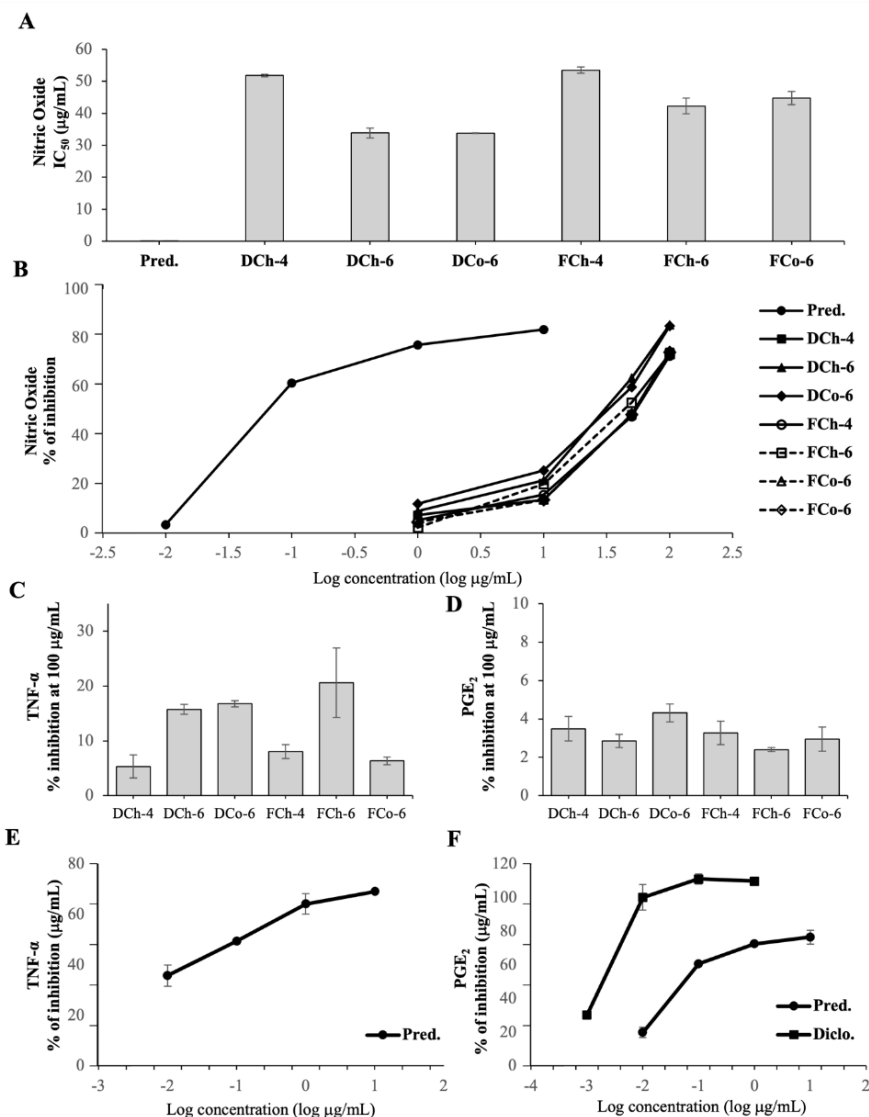 A
Nitric Oxide
IC50 (µg/mL)
60
50
40
30
20
10
0
Pred. DCh-4 DCh-6 DCo-6 FCh-4 FCh-6 FCo-6
B
Nitric Oxide
% of inhibition
100
80
60
40
20
0
-2.5 -2 -1.5 -1 -0.5 0 0.5 1 1.5 2 2.5
Log concentration (log µg/mL)
Pred.
DCh-4
DCh-6
DCo-6
FCh-4
FCh-6
FCo-6
FCo-6
C
TNF-α
% inhibition at 100 µg/mL
30
20
10
0
DCh-4 DCh-6 DCo-6 FCh-4 FCh-6 FCo-6
D
PGE2
% inhibition at 100 µg/mL
10
8
6
4
2
0
DCh-4 DCh-6 DCo-6 FCh-4 FCh-6 FCo-6
E
TNF-α
% of inhibition (µg/mL)
80
60
40
20
0
-3 -2 -1 0 1 2
Log concentration (log µg/mL)
Pred.
F
PGE2
% of inhibition (µg/mL)
120
100
80
60
40
20
0
-4 -3 -2 -1 0 1 2
Log concentration (log µg/mL)
Pred.
Diclo.